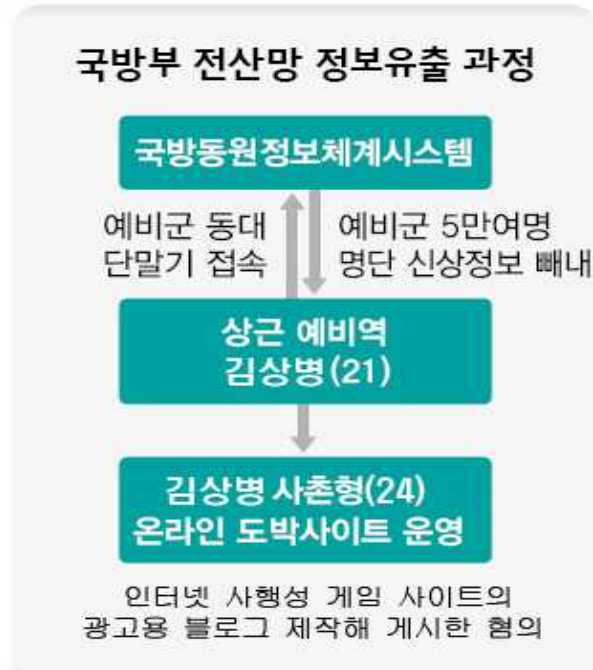 국방부 전산망 정보유출 과정
국방동원정보체계시스템
예비군 동대
단말기 접속
예비군 5만여명
명단 신상정보 빼내
상근 예비역
김상병(21)
김상병 사촌형(24)
온라인 도박사이트 운영
인터넷 사행성 게임 사이트의
광고용 블로그 제작해 게시한 혐의